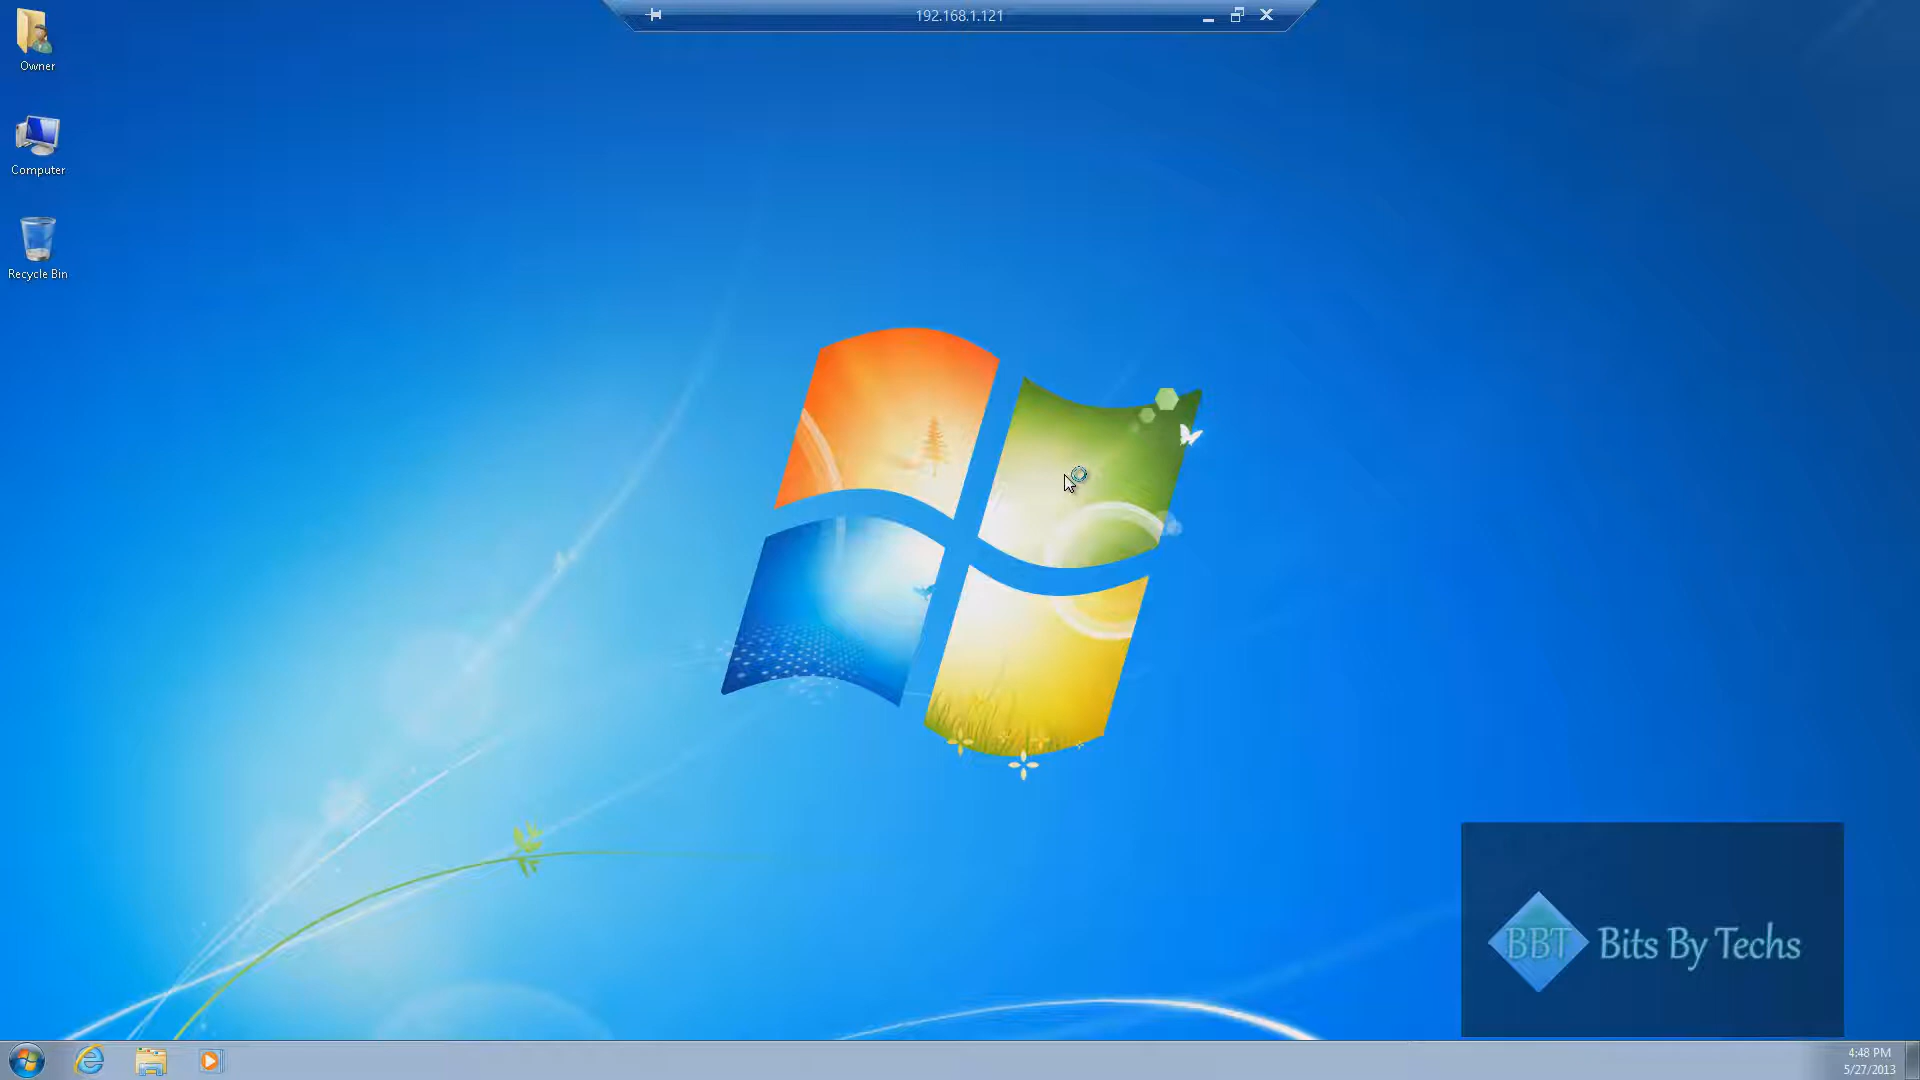 192.168.1.121
Owner
Computer
Recycle Bin
BBT Bits By Techs
4:48 PM
5/27/2013